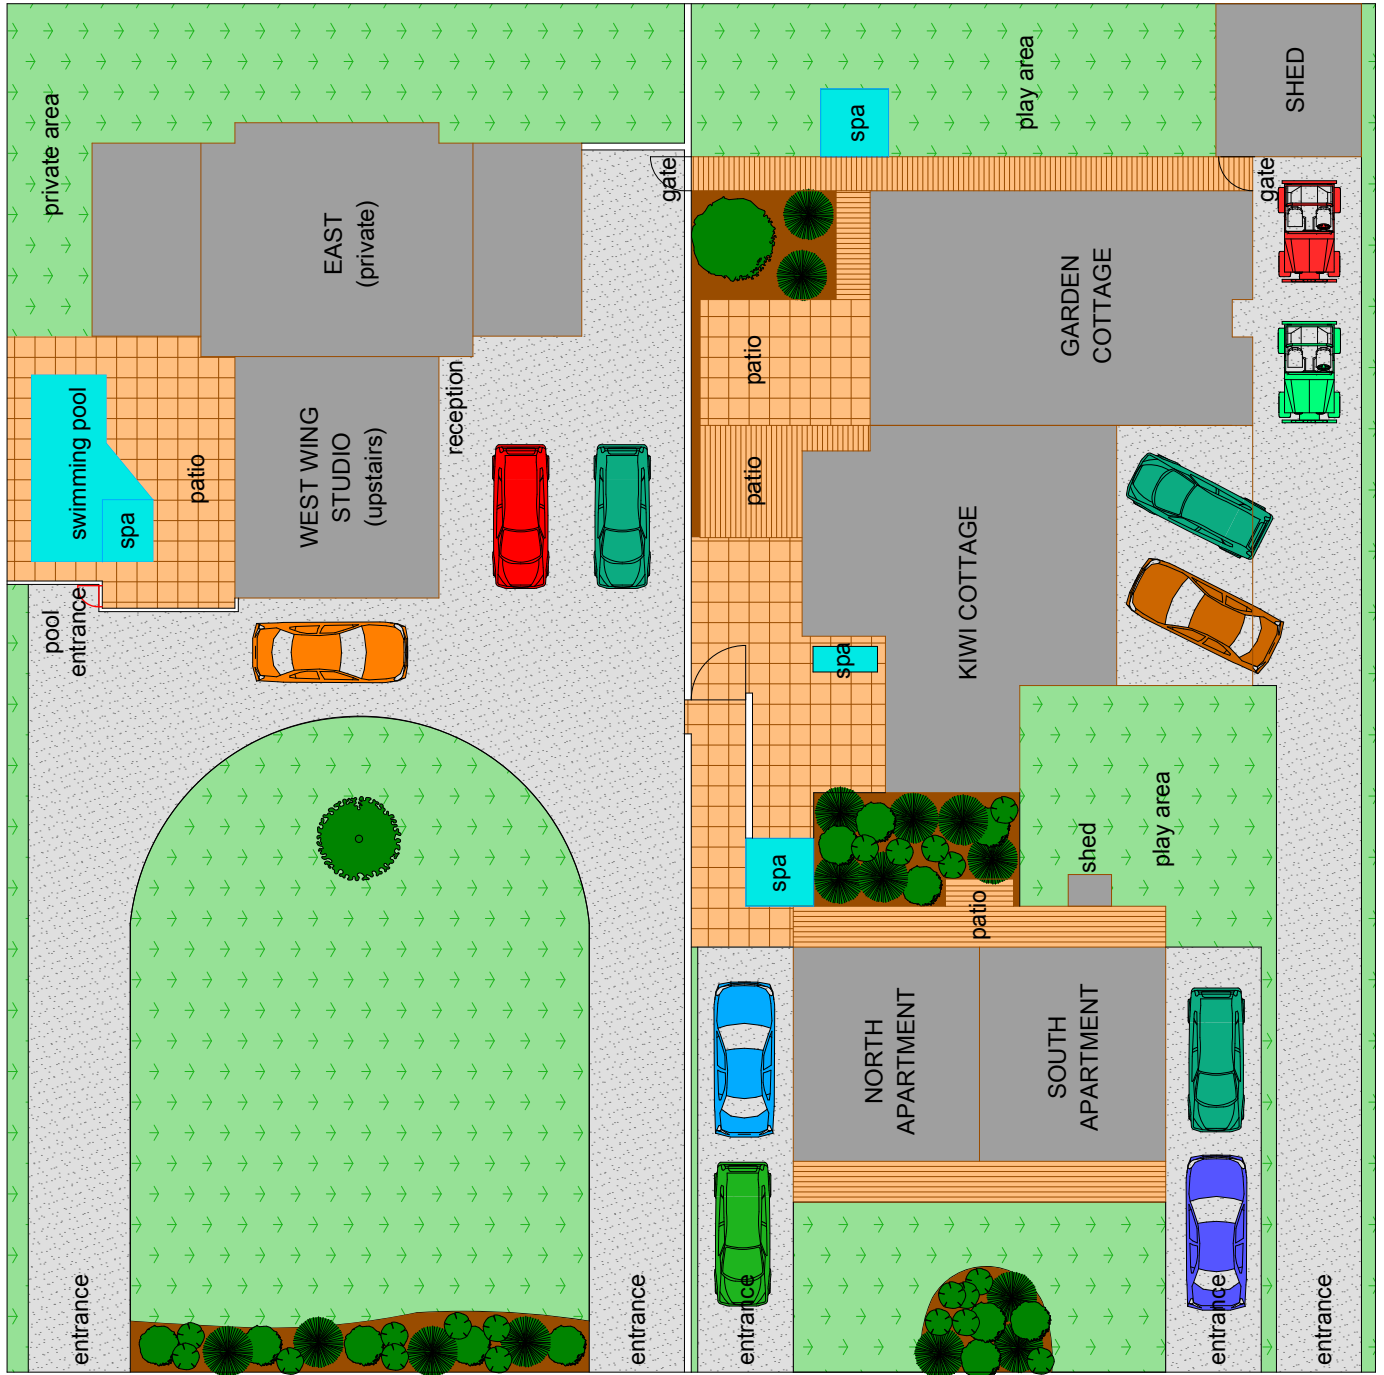 private area
EAST
(private)
swimming pool
spa
patio
WEST WING
STUDIO
(upstairs)
reception
pool
entrance
entrance
entrance
play area
SHED
spa
gate
gate
GARDEN
COTTAGE
patio
patio
KIWI COTTAGE
spa
spa
shed
play area
patio
NORTH
APARTMENT
SOUTH
APARTMENT
entrance
entrance
entrance